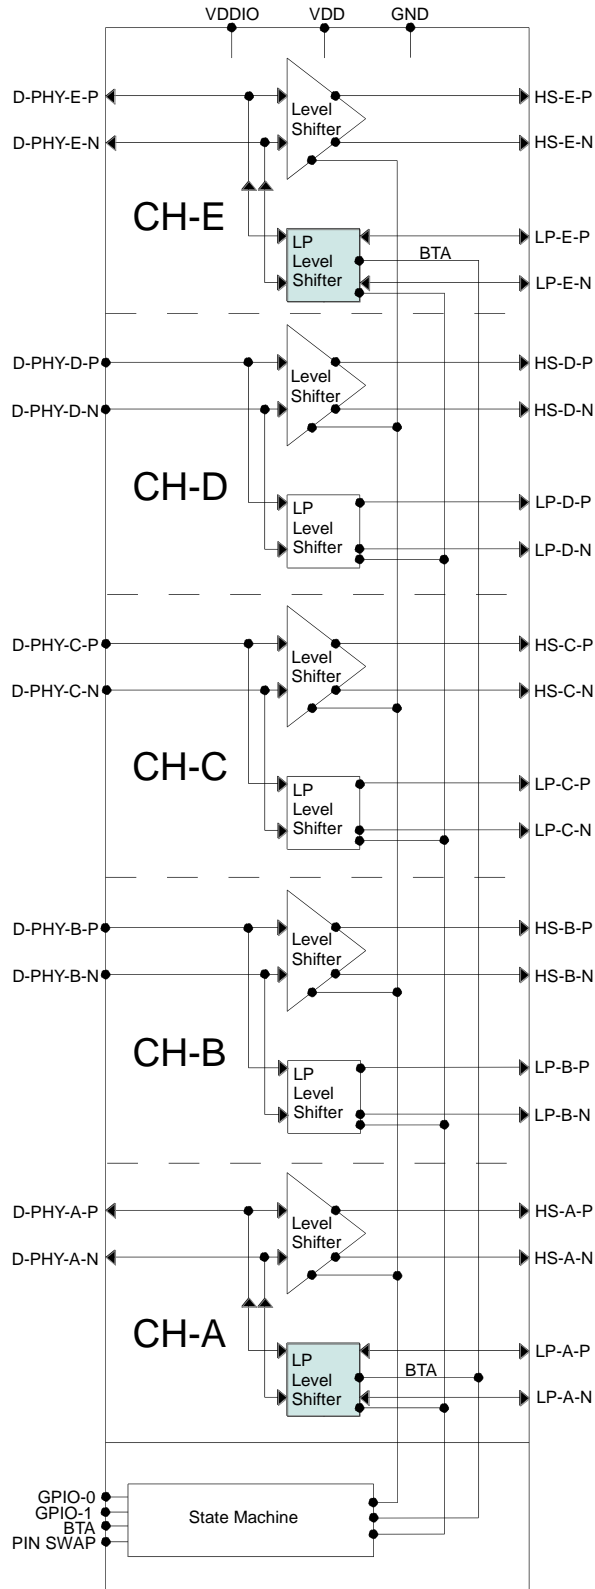 VDDIO VDD GND
D-PHY-E-P
Level
Shifter
HS-E-P
D-PHY-E-N
HS-E-N
CH-E
LP
Level
Shifter
LP-E-P
BTA
LP-E-N
D-PHY-D-P
Level
Shifter
HS-D-P
D-PHY-D-N
HS-D-N
CH-D
LP
Level
Shifter
LP-D-P
LP-D-N
D-PHY-C-P
Level
Shifter
HS-C-P
D-PHY-C-N
HS-C-N
CH-C
LP
Level
Shifter
LP-C-P
LP-C-N
D-PHY-B-P
Level
Shifter
HS-B-P
D-PHY-B-N
HS-B-N
CH-B
LP
Level
Shifter
LP-B-P
LP-B-N
D-PHY-A-P
Level
Shifter
HS-A-P
D-PHY-A-N
HS-A-N
CH-A
LP
Level
Shifter
LP-A-P
BTA
LP-A-N
GPIO-0
GPIO-1
BTA
PIN SWAP
State Machine